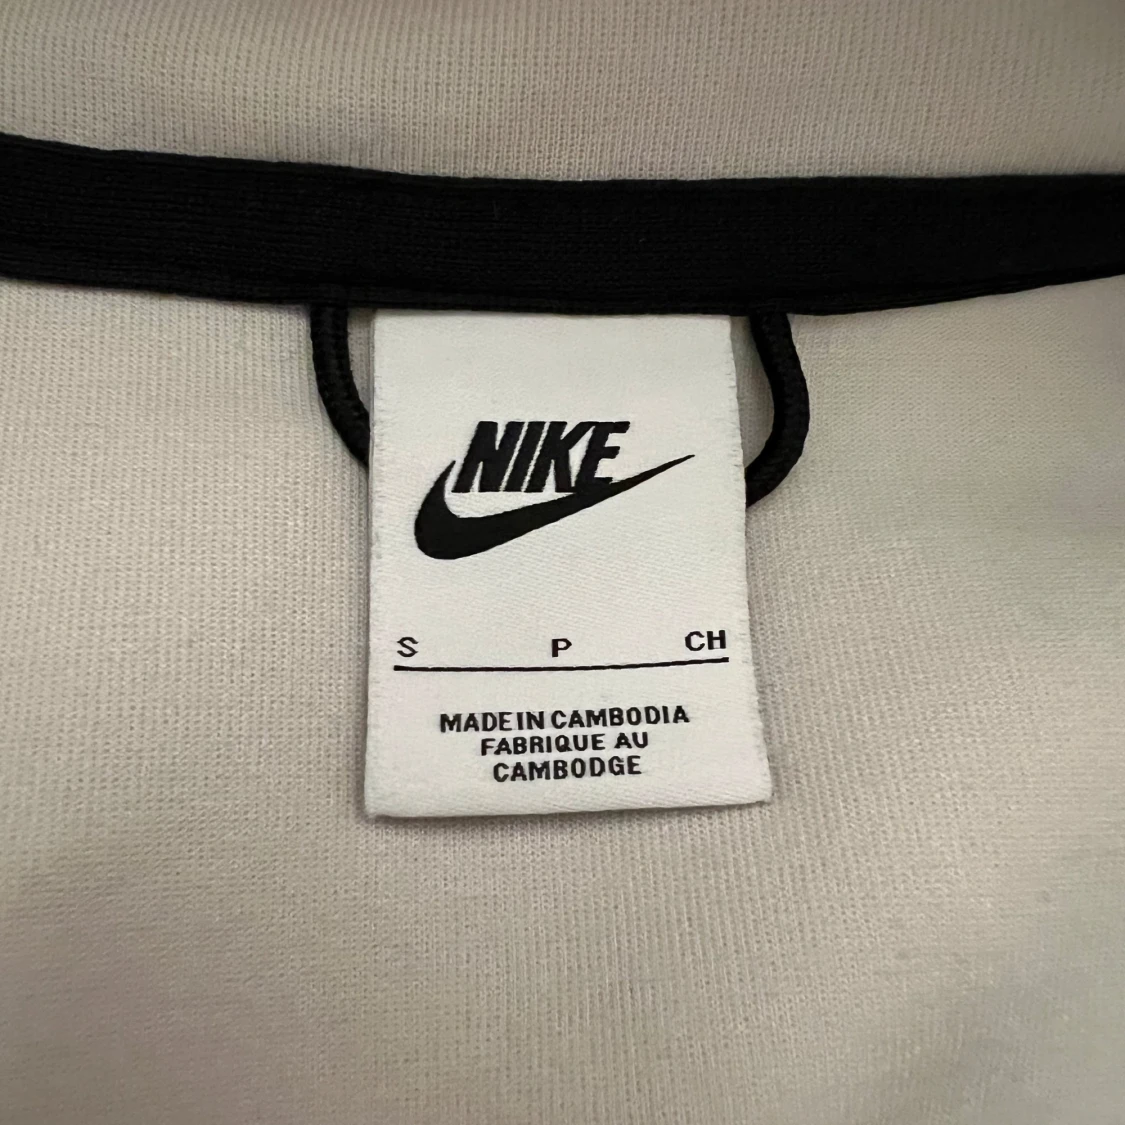 NIKE
S P CH
MADE IN CAMBODIA
FABRIQUE AU
CAMBODGE